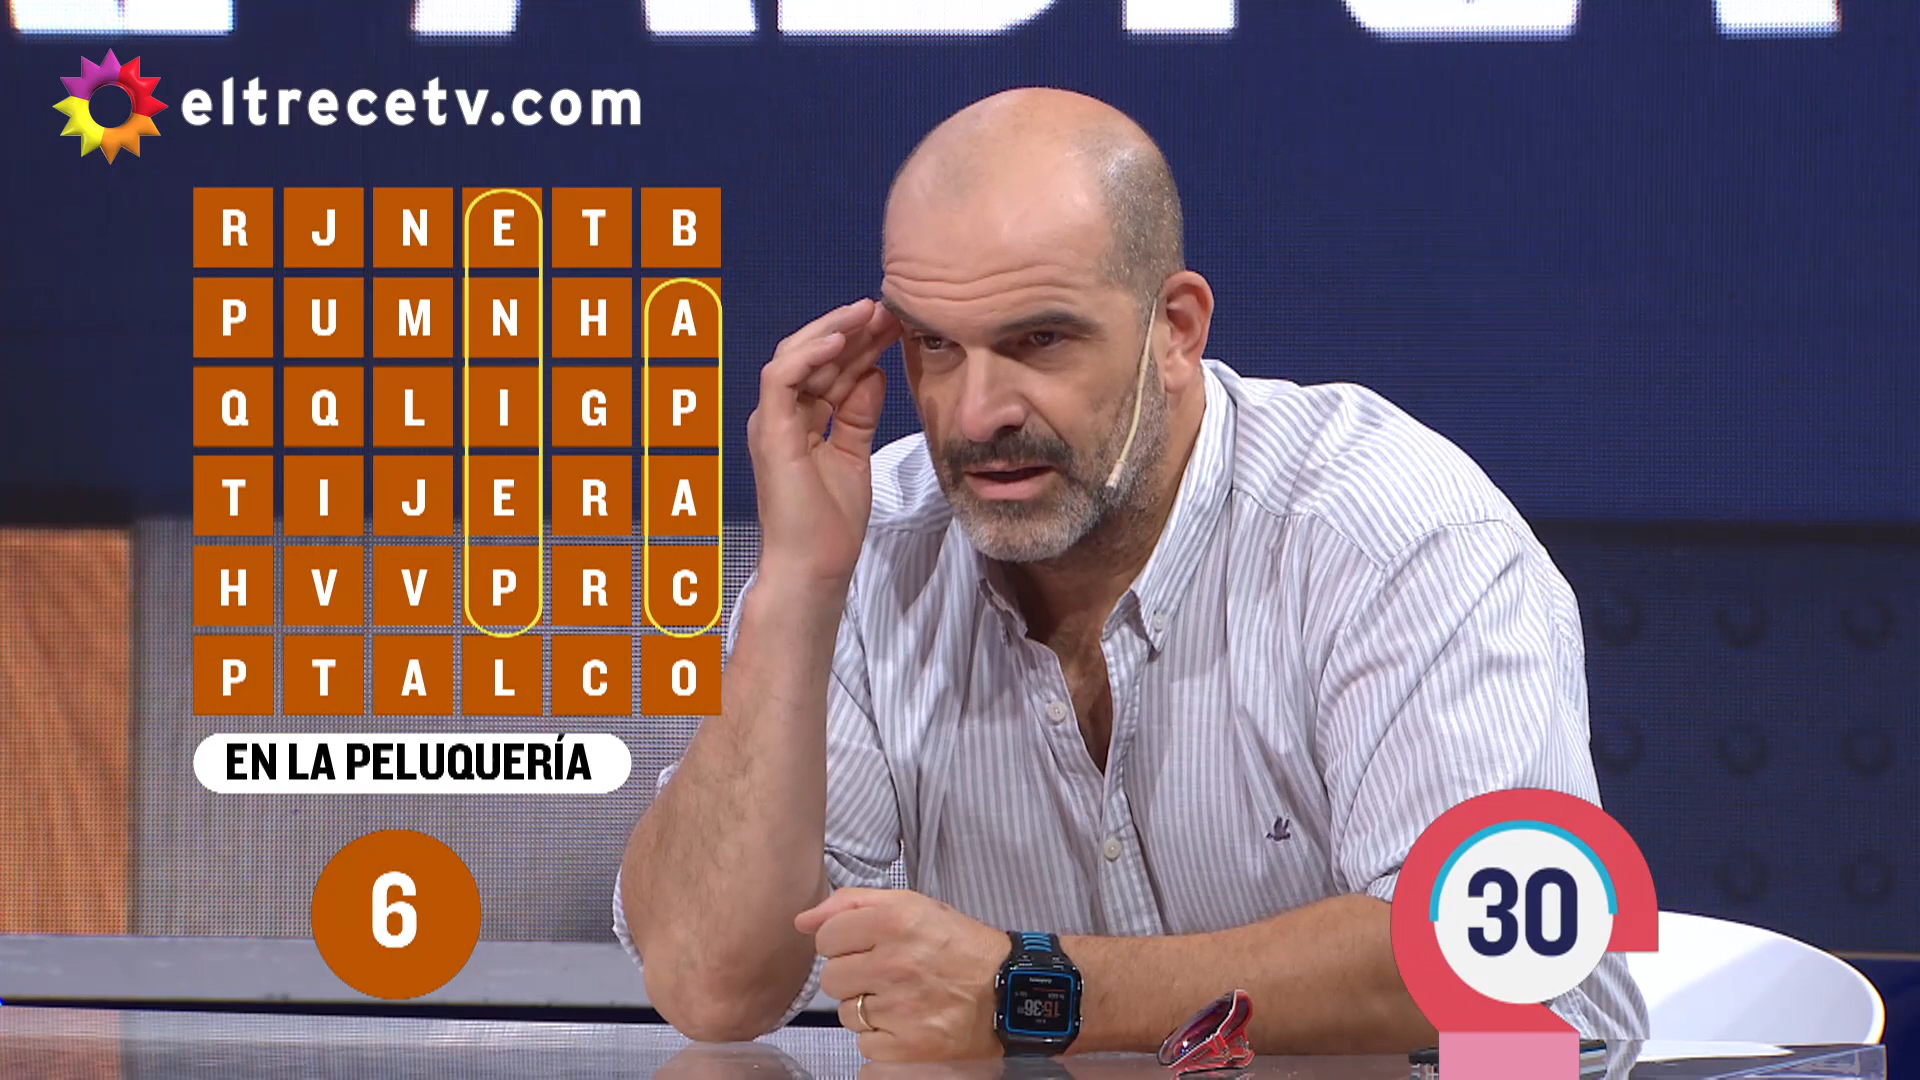 eltrecetv.com
R J N E T B
P U M N H A
Q Q L I G P
T I J E R A
H V V P R C
P T A L C O
EN LA PELUQUERÍA
6
30